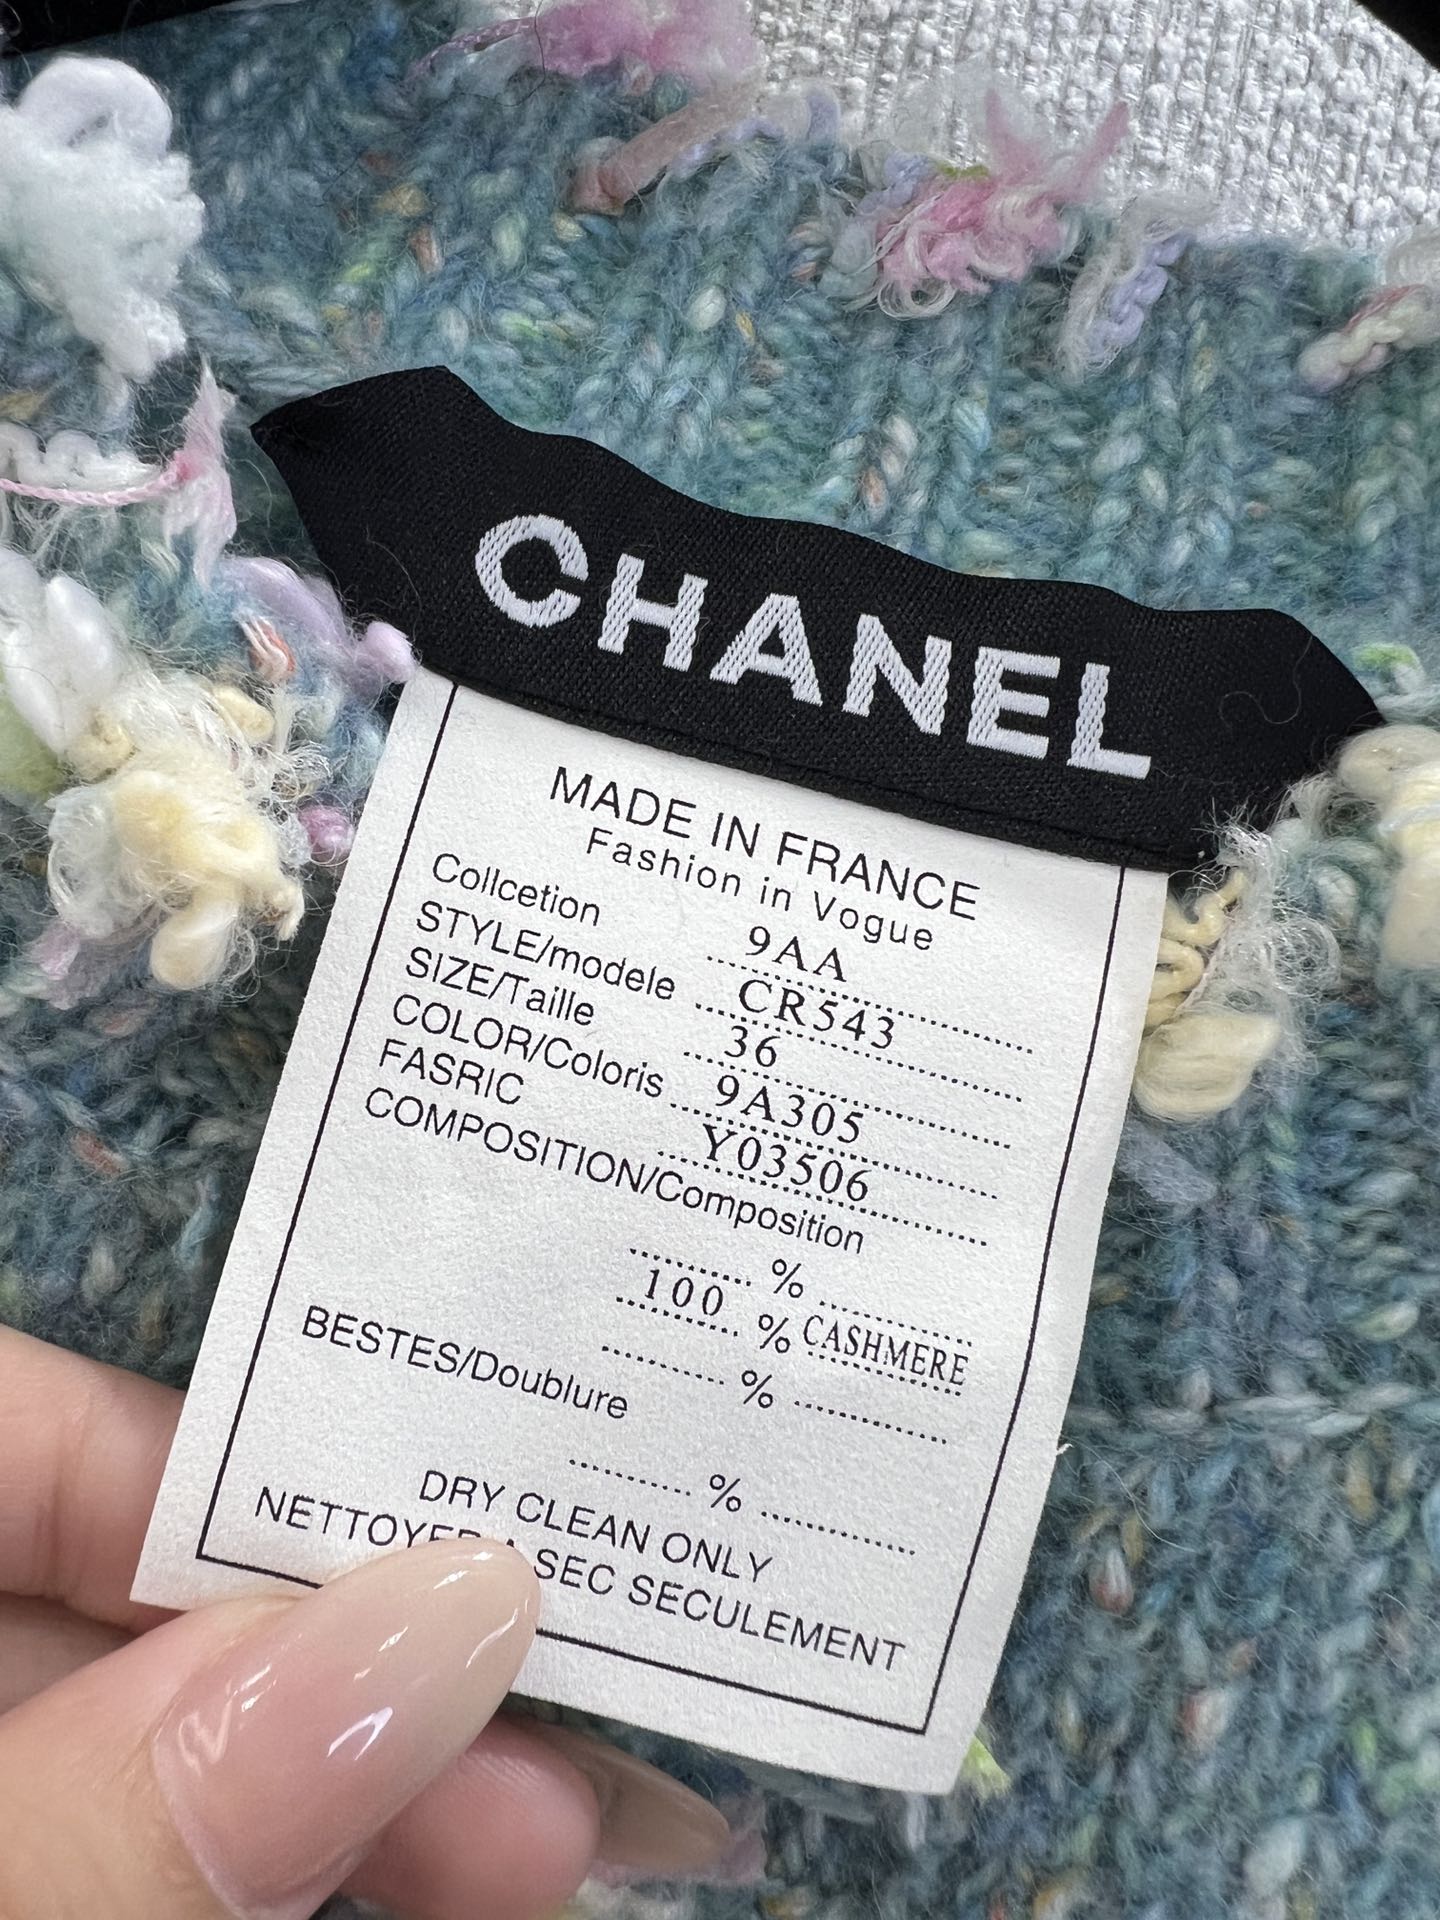 CHANEL
MADE IN FRANCE
Fashion in Vogue
Collcetion 9AA
STYLE/modele CR543
SIZE/Taille 36
COLOR/Coloris 9A305
FASRIC Y03506
COMPOSITION/Composition
%
100 % CASHMERE
%
BESTES/Doublure
%
DRY CLEAN ONLY
NETTOYER A SEC SECULEMENT